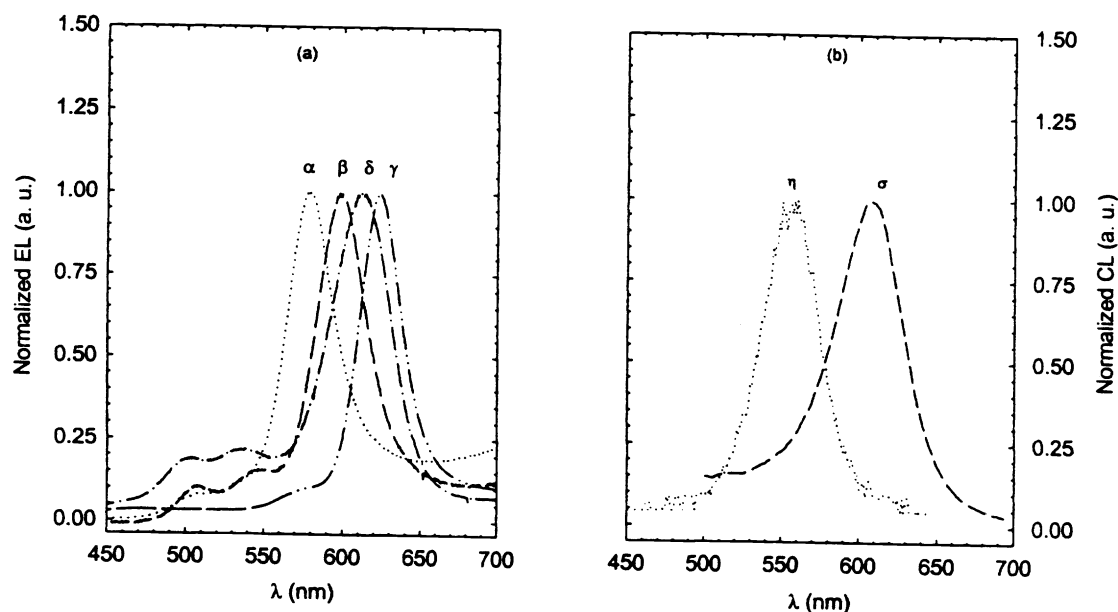 (a)
Normalized EL (a. u.)
1.50
1.25
1.00
0.75
0.50
0.25
0.00
α β δ γ
450 500 550 600 650 700
λ (nm)
(b)
Normalized CL (a. u.)
1.50
1.25
1.00
0.75
0.50
0.25
0.00
η σ
450 500 550 600 650 700
λ (nm)